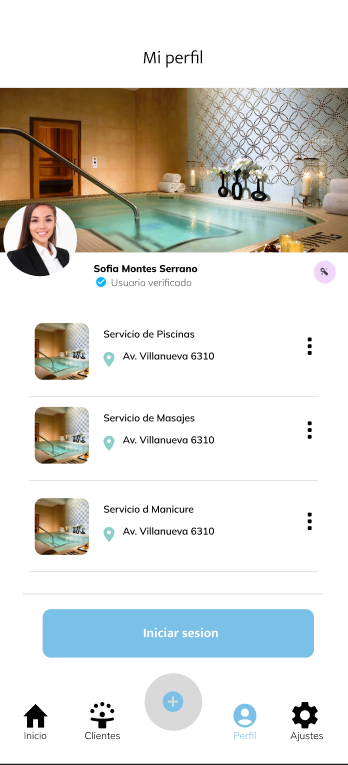 Mi perfil
Sofia Montes Serrano
Usuario verificado
Servicio de Piscinas
Av. Villanueva 6310
Servicio de Masajes
Av. Villanueva 6310
Servicio d Manicure
Av. Villanueva 6310
Iniciar sesion
Inicio
Clientes
Perfil
Ajustes